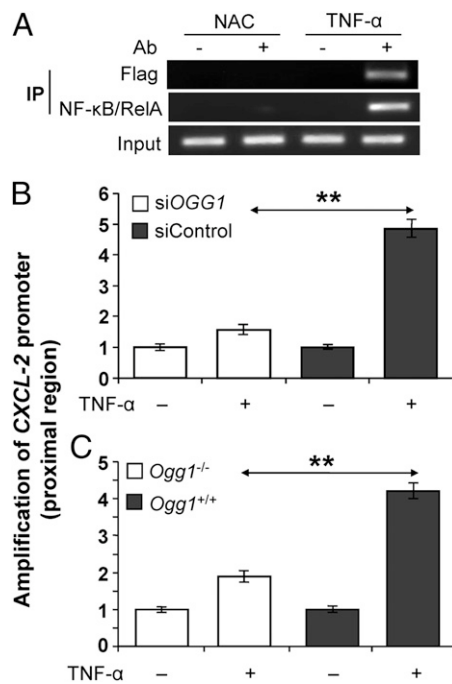 A
NAC TNF-α
Ab - + - +
IP
Flag
NF-κB/RelA
Input
B
siOGG1
siControl
**
6
5
4
3
2
1
0
TNF-α – + – +
C
Ogg1-/-
Ogg1+/+
**
5
4
3
2
1
0
TNF-α – + – +
Amplification of CXCL-2 promoter
(proximal region)